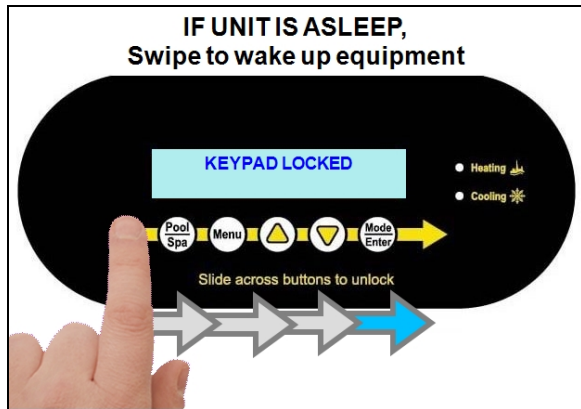 IF UNIT IS ASLEEP,
Swipe to wake up equipment
KEYPAD LOCKED
Heating
Cooling
Pool
Spa
Menu
Mode
Enter
Slide across buttons to unlock